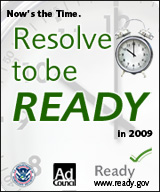 Now's the Time.
Resolve
to be
READY
in 2009
Ad
Council
Ready
www.ready.gov